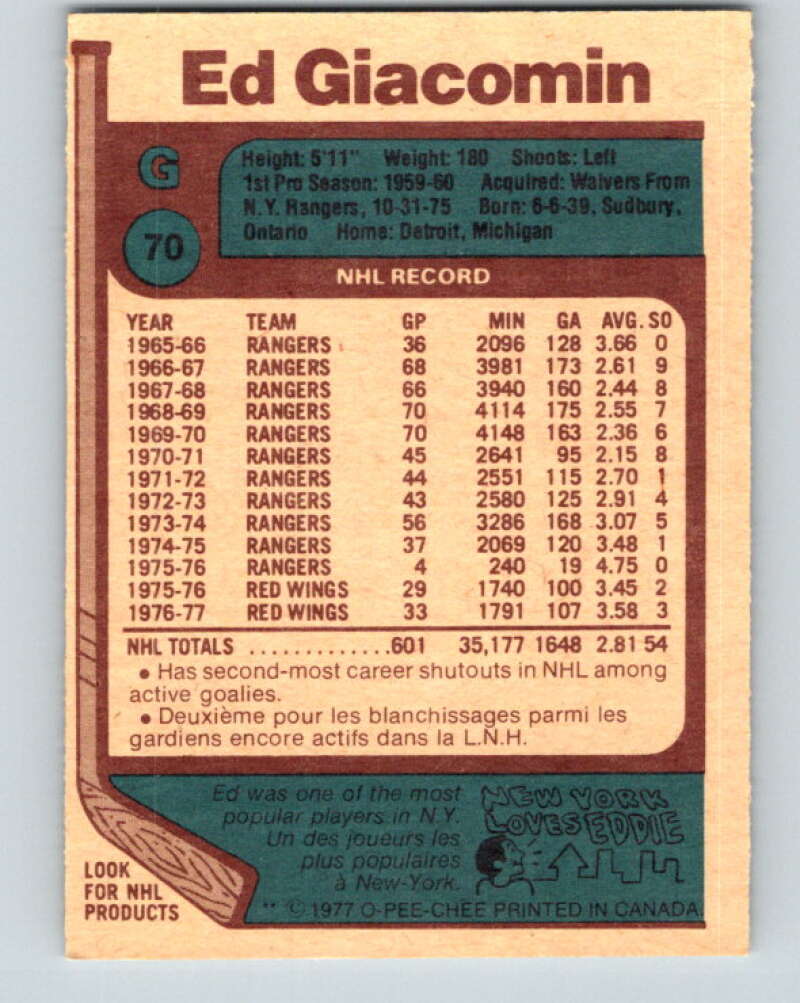 Ed Giacomin
G
70
Height: 5'11" Weight: 180 Shoots: Left
1st Pro Season: 1959-60 Acquired: Waivers From
N.Y. Rangers, 10-31-75 Born: 6-6-39, Sudbury,
Ontario Home: Detroit, Michigan
NHL RECORD
YEAR TEAM GP MIN GA AVG. SO
1965-66 RANGERS 36 2096 128 3.66 0
1966-67 RANGERS 68 3981 173 2.61 9
1967-68 RANGERS 66 3940 160 2.44 8
1968-69 RANGERS 70 4114 175 2.55 7
1969-70 RANGERS 70 4148 163 2.36 6
1970-71 RANGERS 45 2641 95 2.15 8
1971-72 RANGERS 44 2551 115 2.70 1
1972-73 RANGERS 43 2580 125 2.91 4
1973-74 RANGERS 56 3286 168 3.07 5
1974-75 RANGERS 37 2069 120 3.48 1
1975-76 RANGERS 4 240 19 4.75 0
1975-76 RED WINGS 29 1740 100 3.45 2
1976-77 RED WINGS 33 1791 107 3.58 3
NHL TOTALS .............601 35,177 1648 2.81 54
• Has second-most career shutouts in NHL among
active goalies.
• Deuxième pour les blanchissages parmi les
gardiens encore actifs dans la L.N.H.
Ed was one of the most
popular players in N.Y.
Un des joueurs les
plus populaires
à New-York.
NEW YORK
LOVES EDDIE
LOOK
FOR NHL
PRODUCTS
** © 1977 O-PEE-CHEE PRINTED IN CANADA